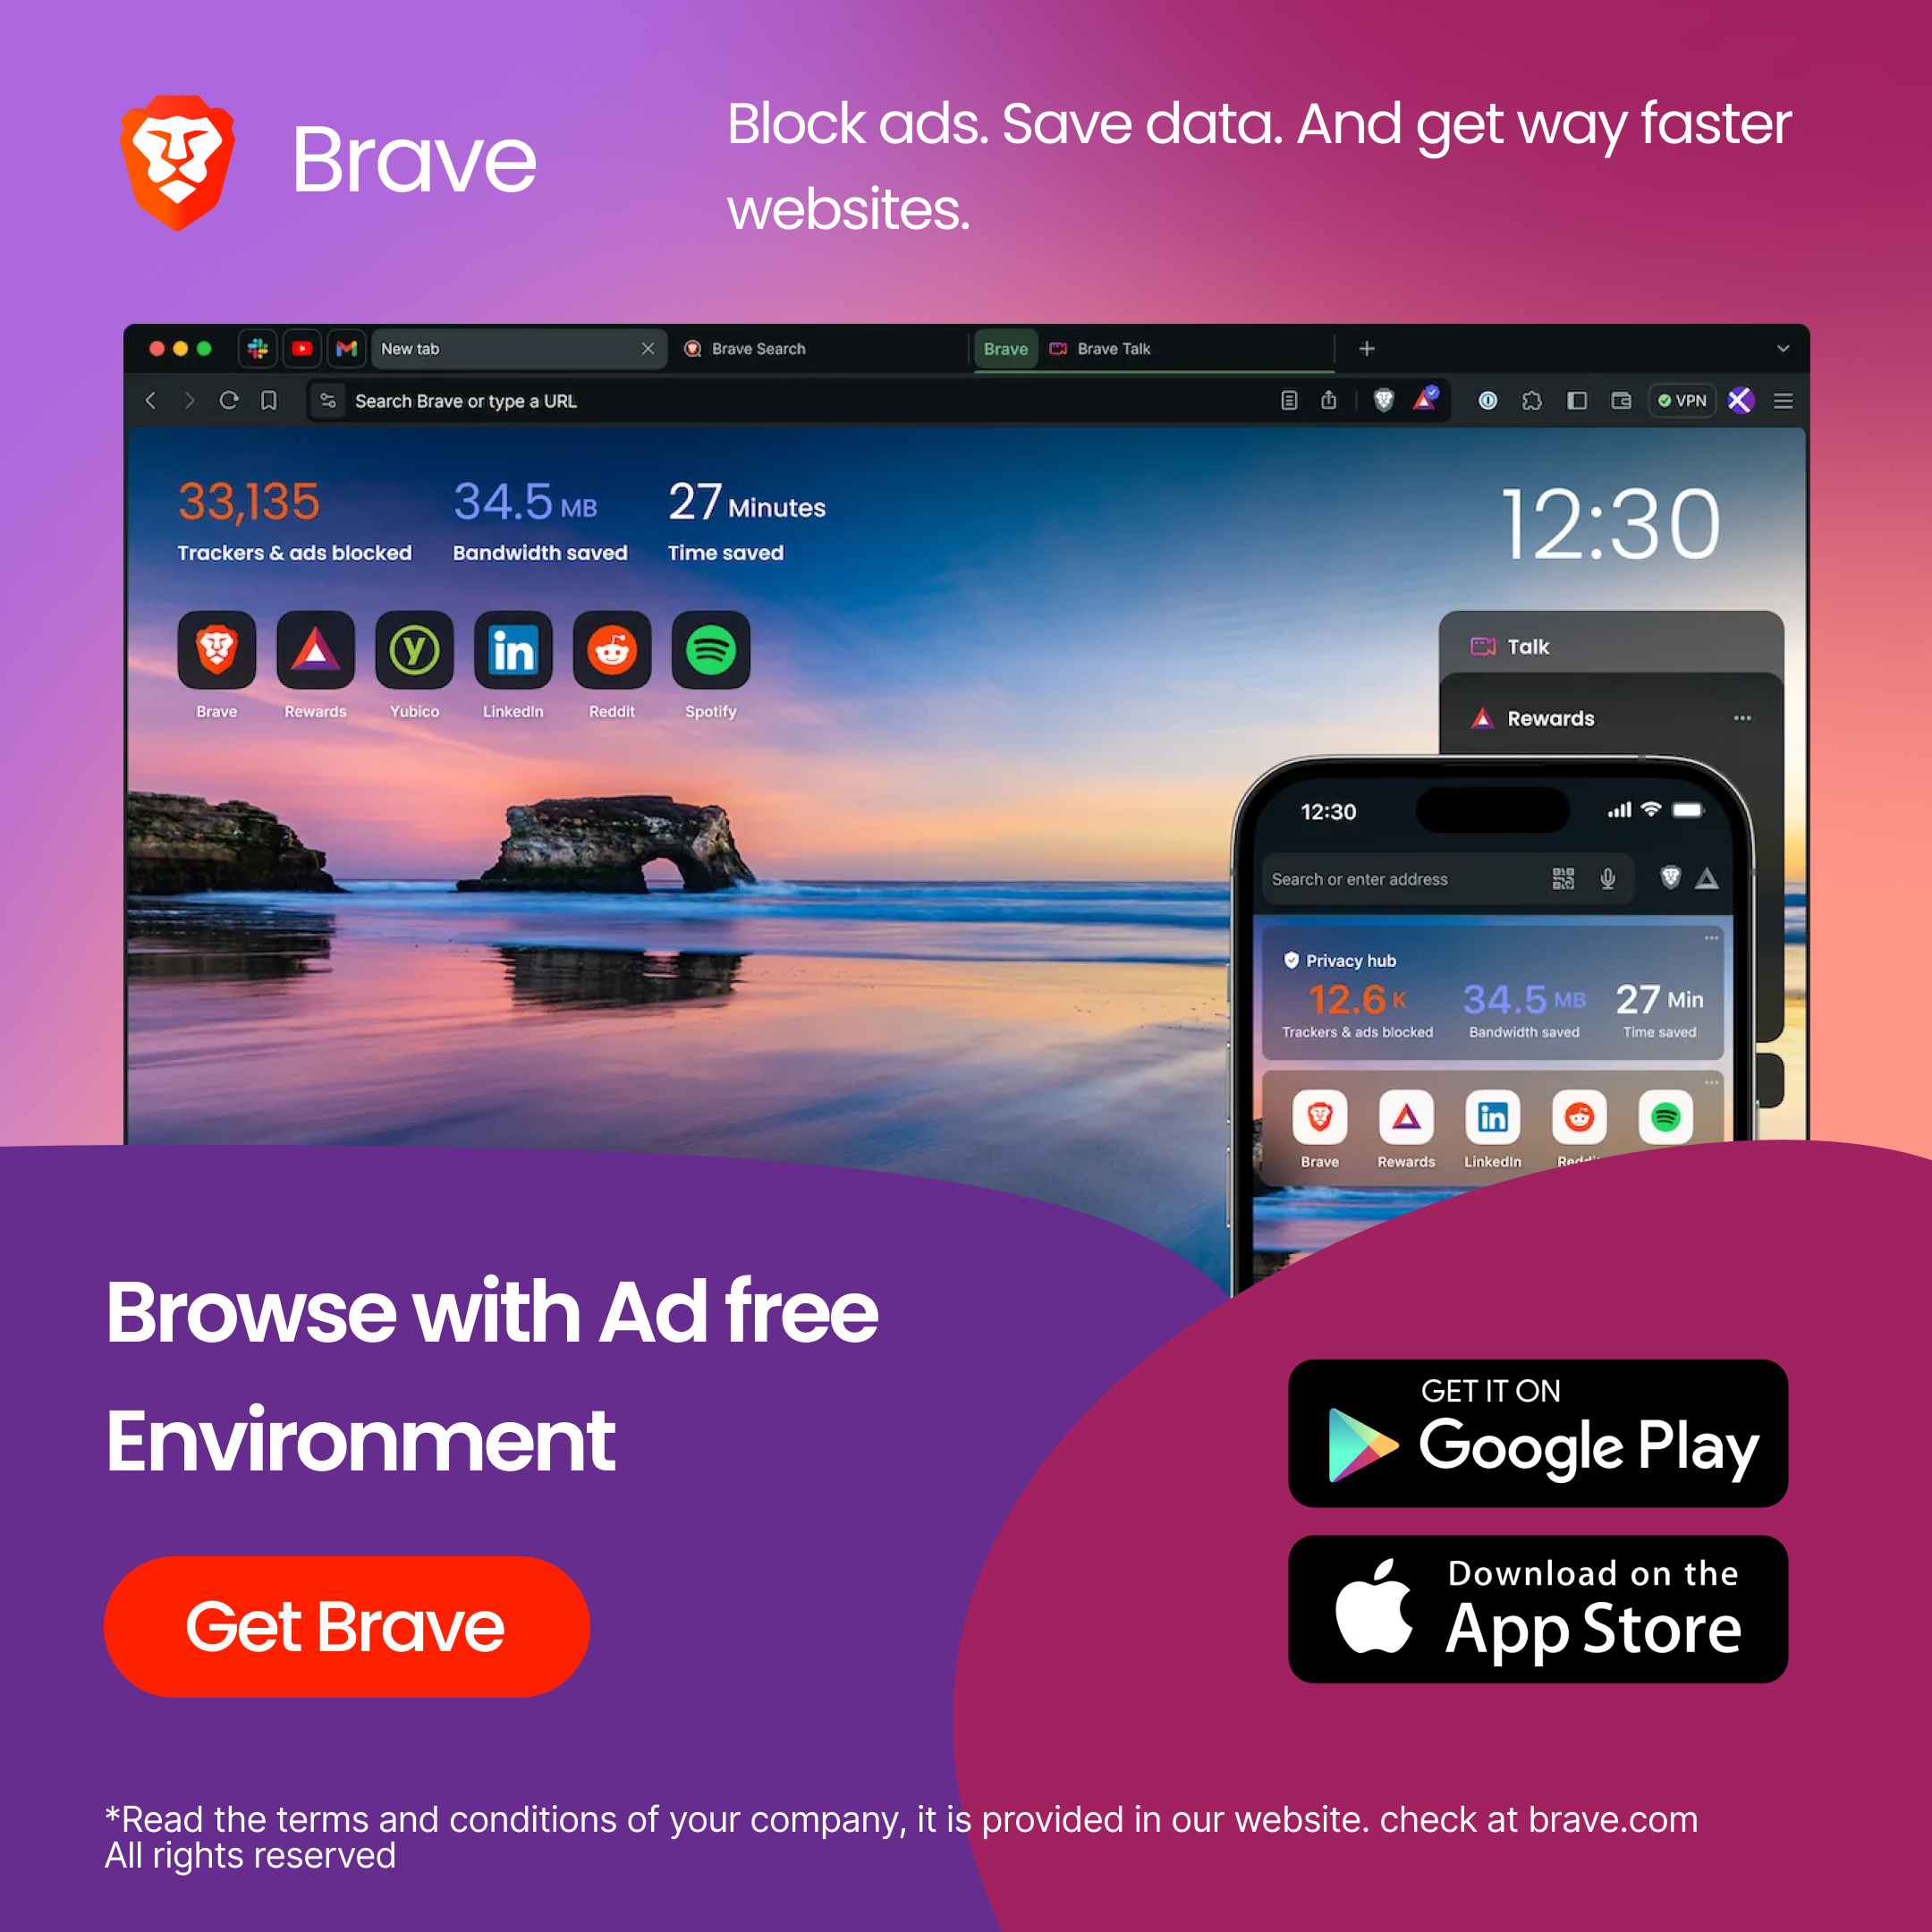 Brave
Block ads. Save data. And get way faster
websites.
New tab
Brave Search
Brave
Brave Talk
Search Brave or type a URL
VPN
33,135
Trackers & ads blocked
34.5 MB
Bandwidth saved
27 Minutes
Time saved
12:30
Brave
Rewards
Yubico
LinkedIn
Reddit
Spotify
Talk
Rewards
12:30
Search or enter address
Privacy hub
12.6 K
Trackers & ads blocked
34.5 MB
Bandwidth saved
27 Min
Time saved
Brave
Rewards
LinkedIn
Browse with Ad free
Environment
Get Brave
GET IT ON
Google Play
Download on the
App Store
*Read the terms and conditions of your company, it is provided in our website. check at brave.com
All rights reserved